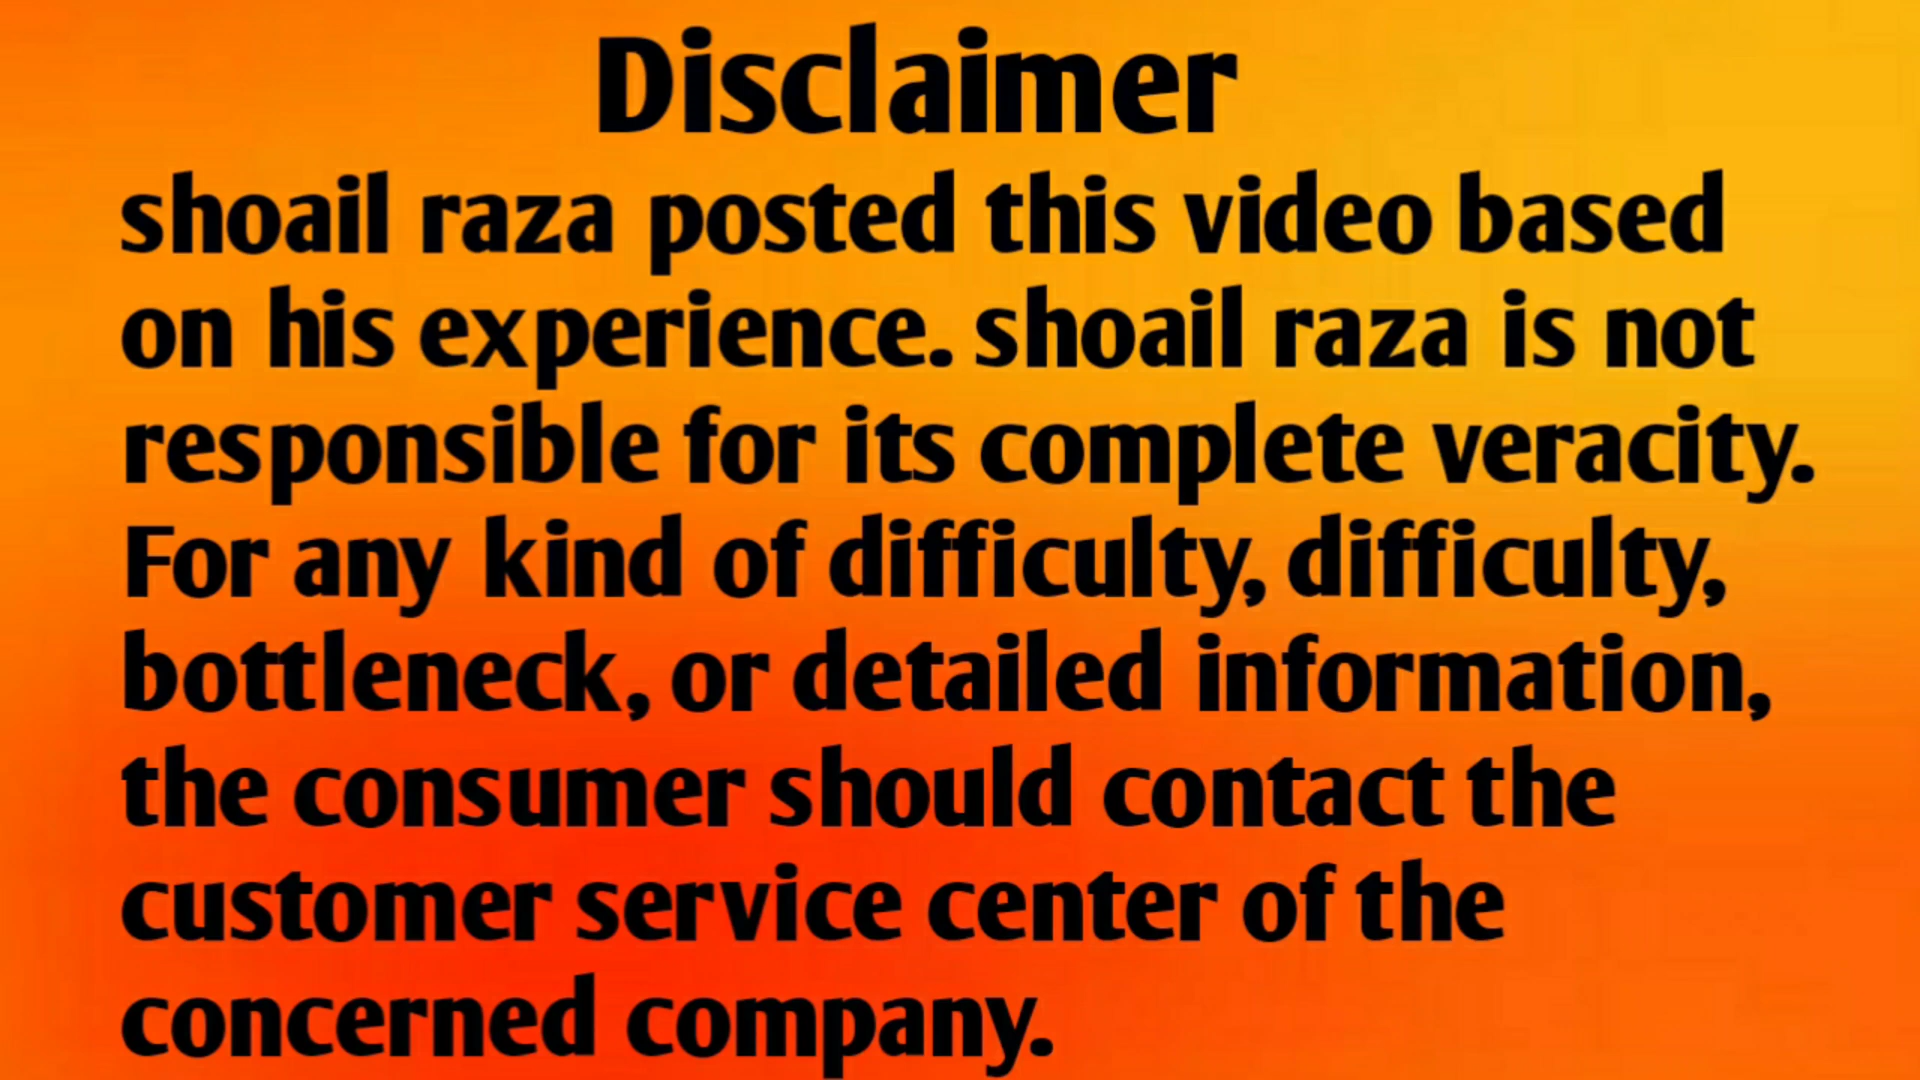 Disclaimer
shoail raza posted this video based
on his experience. shoail raza is not
responsible for its complete veracity.
For any kind of difficulty, difficulty,
bottleneck, or detailed information,
the consumer should contact the
customer service center of the
concerned company.